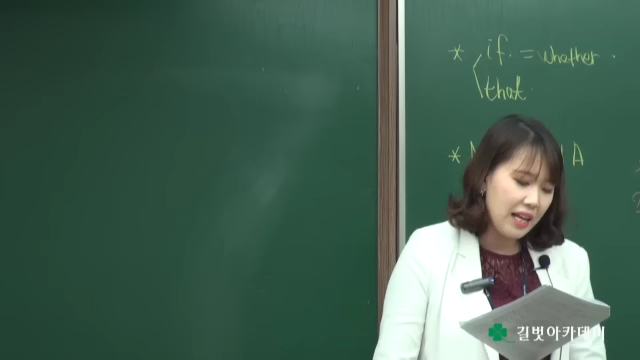 * if. = whether.
that.
* A
길벗아카데미